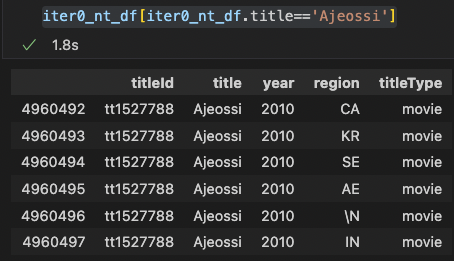 iter0_nt_df[iter0_nt_df.title=='Ajeossi']
1.8s
titleId title year region titleType
4960492 tt1527788 Ajeossi 2010 CA movie
4960493 tt1527788 Ajeossi 2010 KR movie
4960494 tt1527788 Ajeossi 2010 SE movie
4960495 tt1527788 Ajeossi 2010 AE movie
4960496 tt1527788 Ajeossi 2010 \N movie
4960497 tt1527788 Ajeossi 2010 IN movie